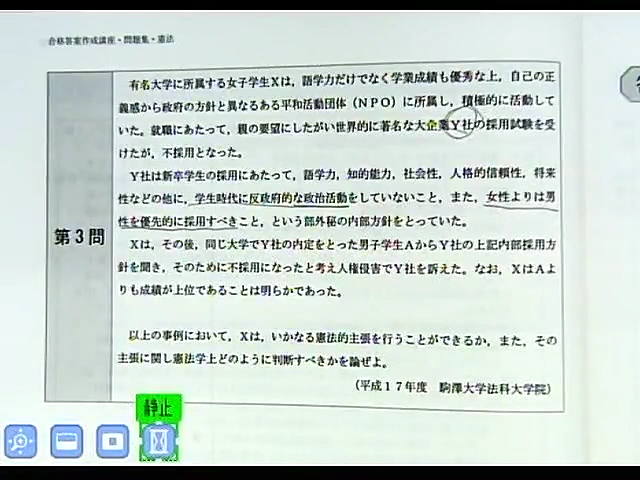 合格答案作成講座・問題集・憲法
有名大学に所属する女子学生Xは,語学力だけでなく学業成績も優秀な上,自己の正
義感から政府の方針と異なるある平和活動団体(NPO)に所属し,積極的に活動して
いた。就職にあたって,親の要望にしたがい世界的に著名な大企業Y社の採用試験を受
けたが,不採用となった。
Y社は新卒学生の採用にあたって,語学力,知的能力,社会性,人格的信頼性,将来
性などの他に,学生時代に反政府的な政治活動をしていないこと,また,女性よりは男
性を優先的に採用すべきこと,という部外秘の内部方針をとっていた。
第3問
Xは,その後,同じ大学でY社の内定をとった男子学生AからY社の上記内部採用方
針を聞き,そのために不採用になったと考え人権侵害でY社を訴えた。なお,XはAよ
りも成績が上位であることは明らかであった。
以上の事例において,Xは,いかなる憲法的主張を行うことができるか,また,その
主張に関し憲法学上どのように判断すべきかを論ぜよ。
(平成17年度 駒澤大学法科大学院)
静止